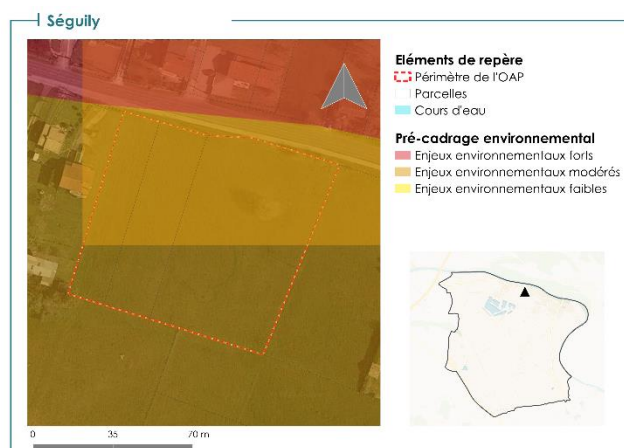 Séguily
Eléments de repère
Périmètre de l'OAP
Parcelles
Cours d'eau
Pré-cadrage environnemental
Enjeux environnementaux forts
Enjeux environnementaux modérés
Enjeux environnementaux faibles
0 35 70 m